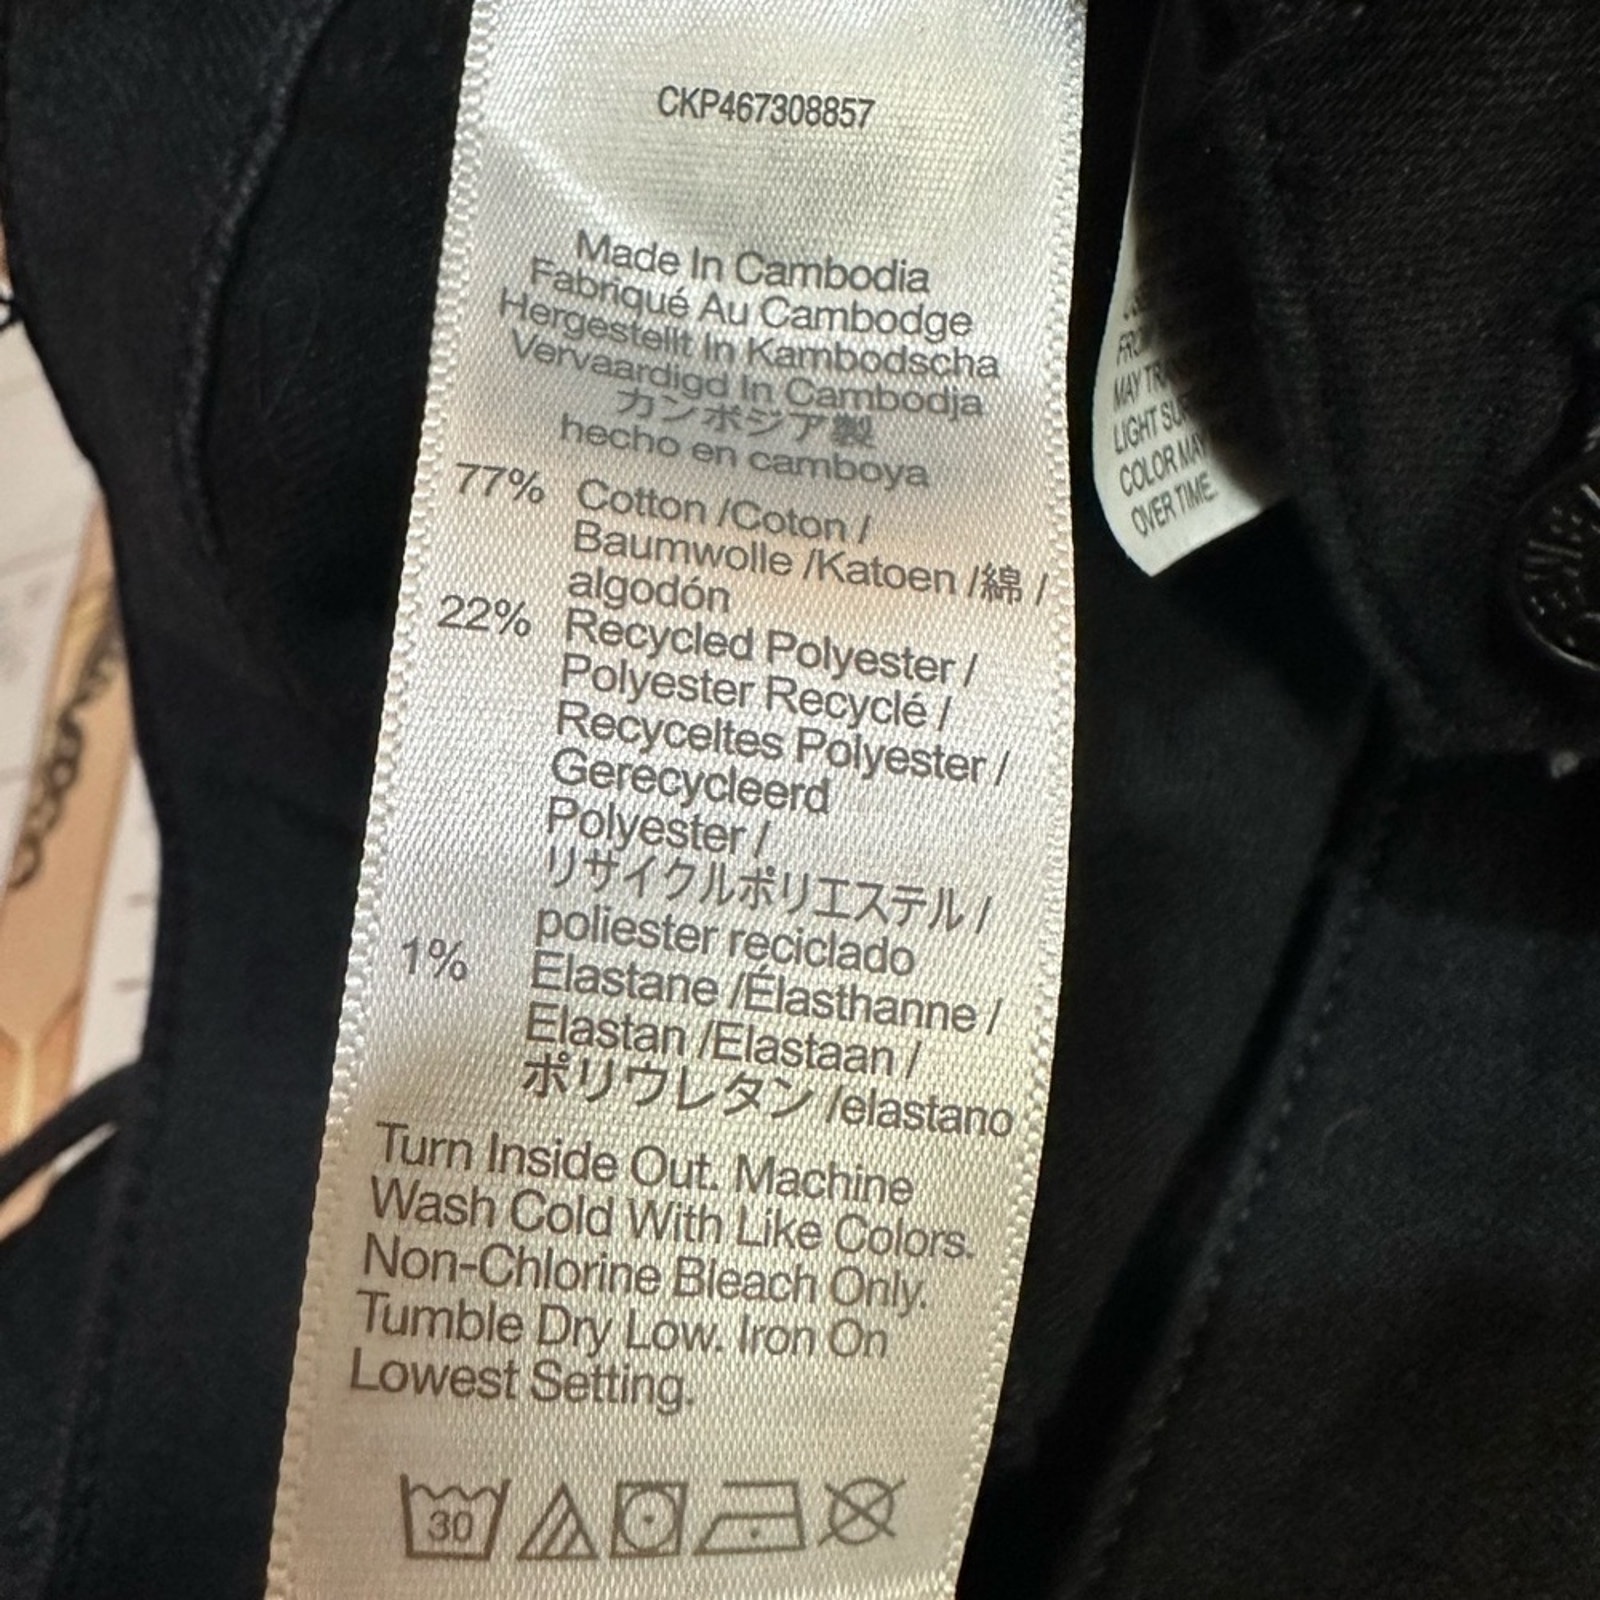 CKP467308857
Made In Cambodia
Fabriqué Au Cambodge
Hergestellt In Kambodscha
Vervaardigd In Cambodja
カンボジア製
hecho en camboya
77% Cotton /Coton /
Baumwolle /Katoen /綿 /
algodón
22% Recycled Polyester /
Polyester Recyclé /
Recyceltes Polyester /
Gerecycleerd
Polyester /
リサイクルポリエステル /
poliester reciclado
1% Elastane /Élasthanne /
Elastan /Elastaan /
ポリウレタン /elastano
Turn Inside Out. Machine
Wash Cold With Like Colors.
Non-Chlorine Bleach Only.
Tumble Dry Low. Iron On
Lowest Setting.
30
MAY
LIGHT
COLOR MAY
OVER TIME.